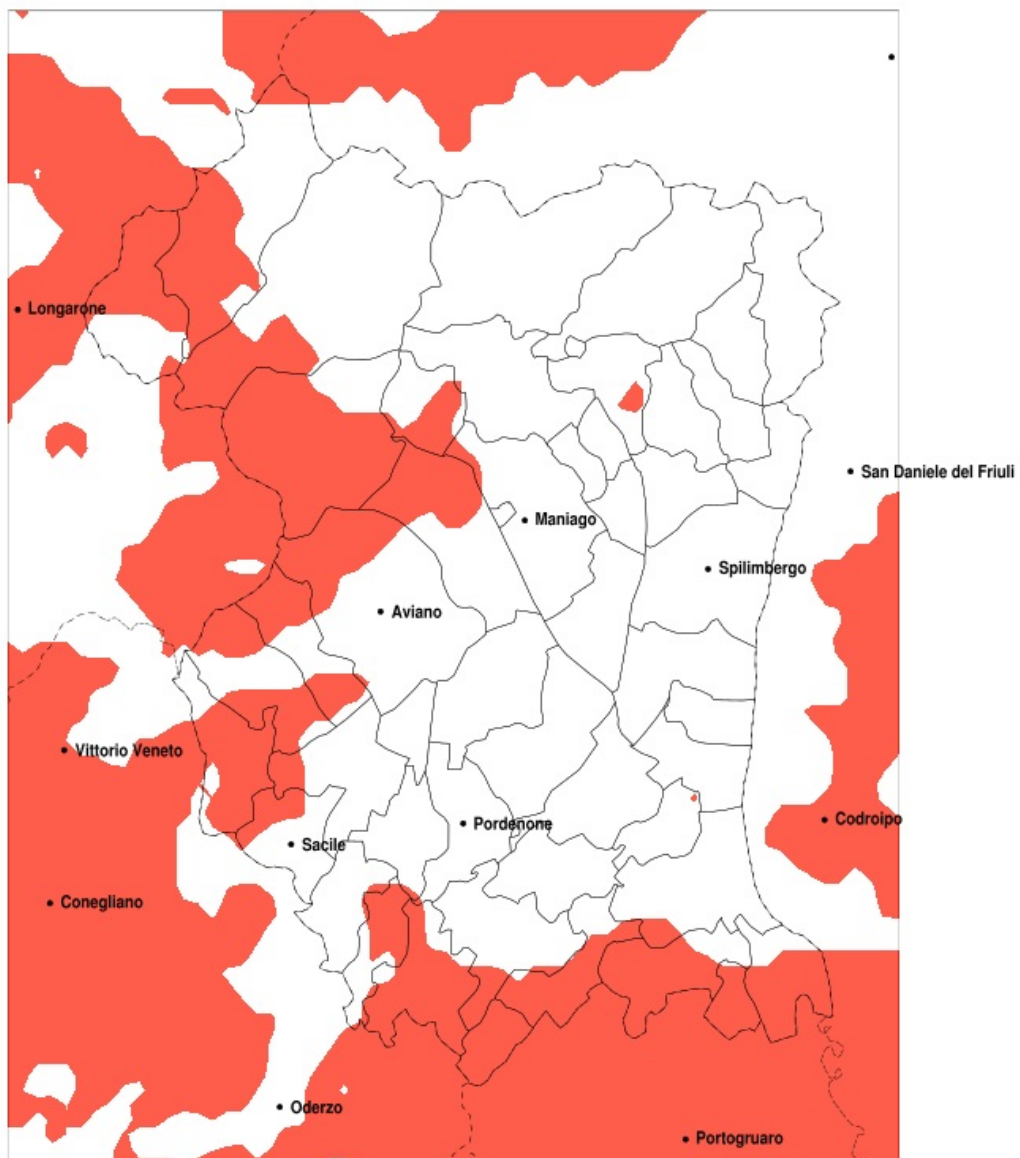 Longarone
San Daniele del Friuli
Maniago
Spilimbergo
Aviano
Vittorio Veneto
Codroipo
Pordenone
Sacile
Conegliano
Oderzo
Portogruaro